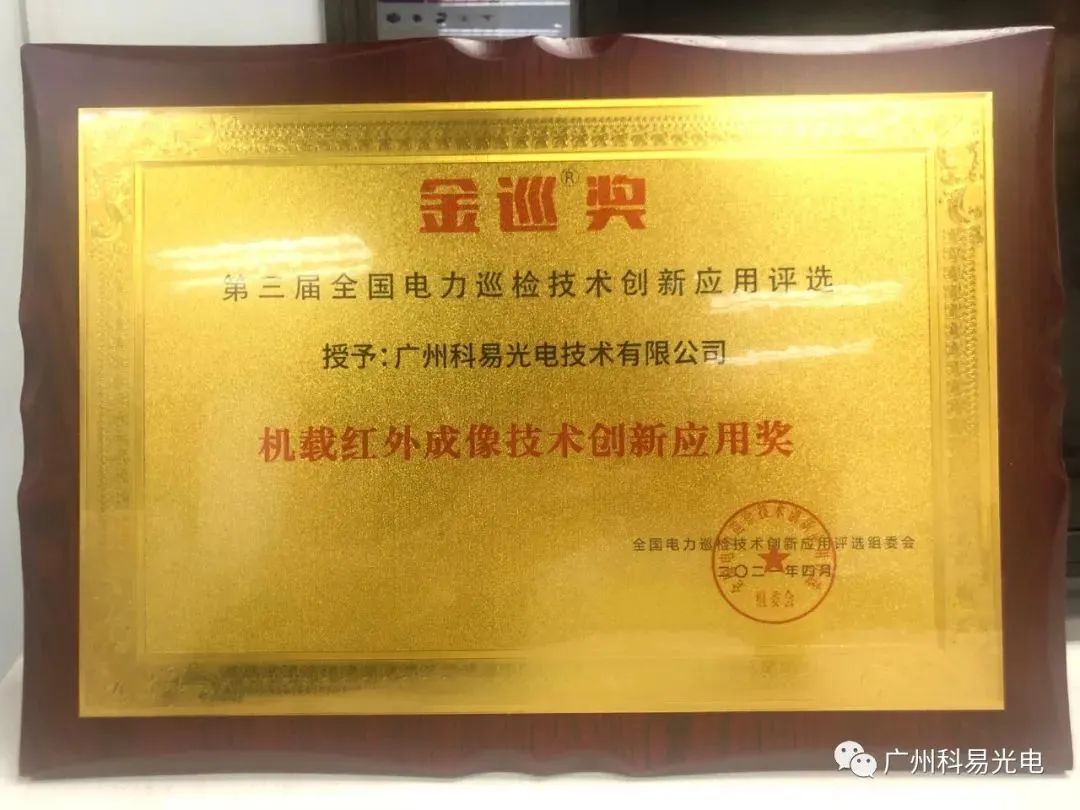 金巡®奖
第三届全国电力巡检技术创新应用评选
授予:广州科易光电技术有限公司
机载红外成像技术创新应用奖
全国电力巡检技术创新应用评选组委会
二〇二一年四月
组委会
广州科易光电